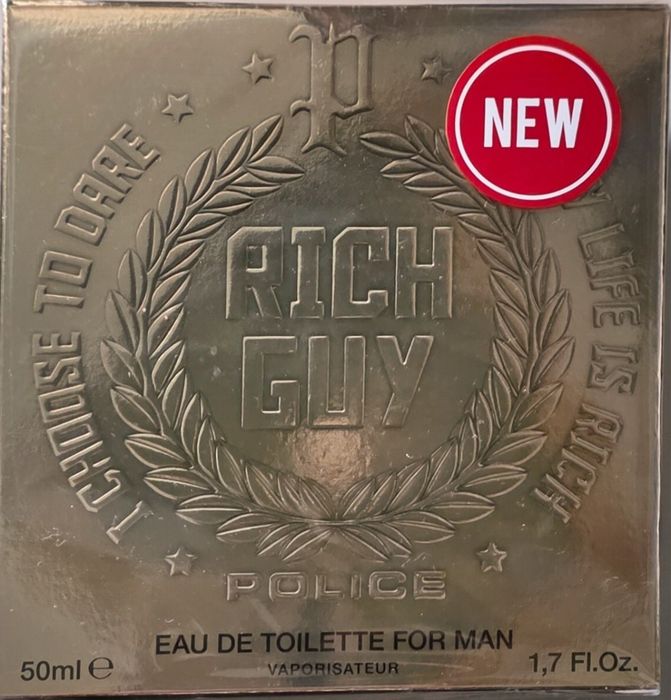 P
NEW
I CHOOSE TO DARE
LIFE IS RICH
RICH
GUY
POLICE
EAU DE TOILETTE FOR MAN
50ml e
VAPORISATEUR
1,7 Fl.Oz.